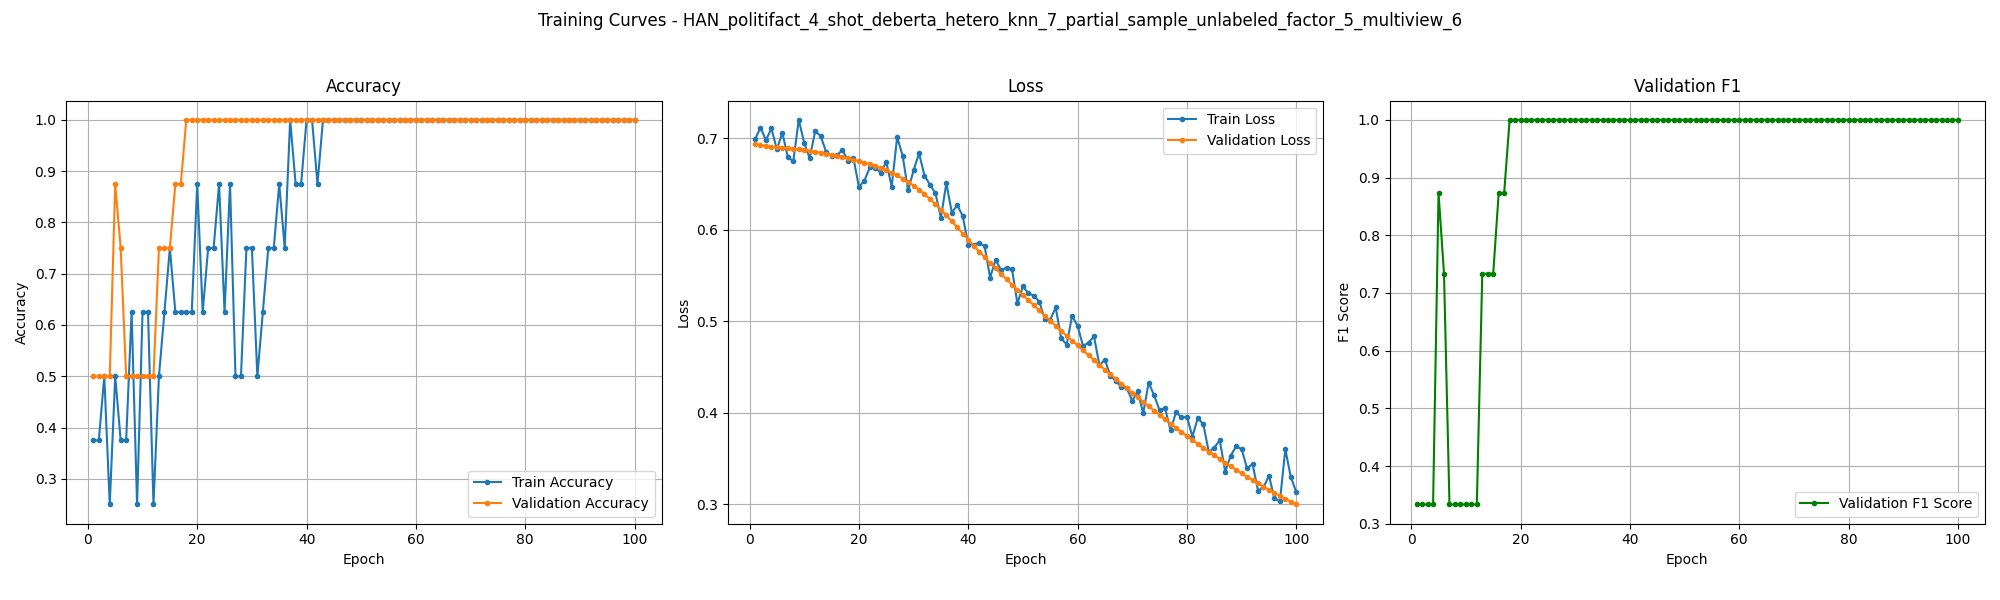 Training Curves - HAN_politifact_4_shot_deberta_hetero_knn_7_partial_sample_unlabeled_factor_5_multiview_6
Accuracy
1.0
0.9
0.8
0.7
0.6
0.5
0.4
0.3
Accuracy
Train Accuracy
Validation Accuracy
0 20 40 60 80 100
Epoch
Loss
0.7
0.6
0.5
0.4
0.3
Loss
Train Loss
Validation Loss
0 20 40 60 80 100
Epoch
Validation F1
1.0
0.9
0.8
0.7
0.6
0.5
0.4
0.3
F1 Score
Validation F1 Score
0 20 40 60 80 100
Epoch